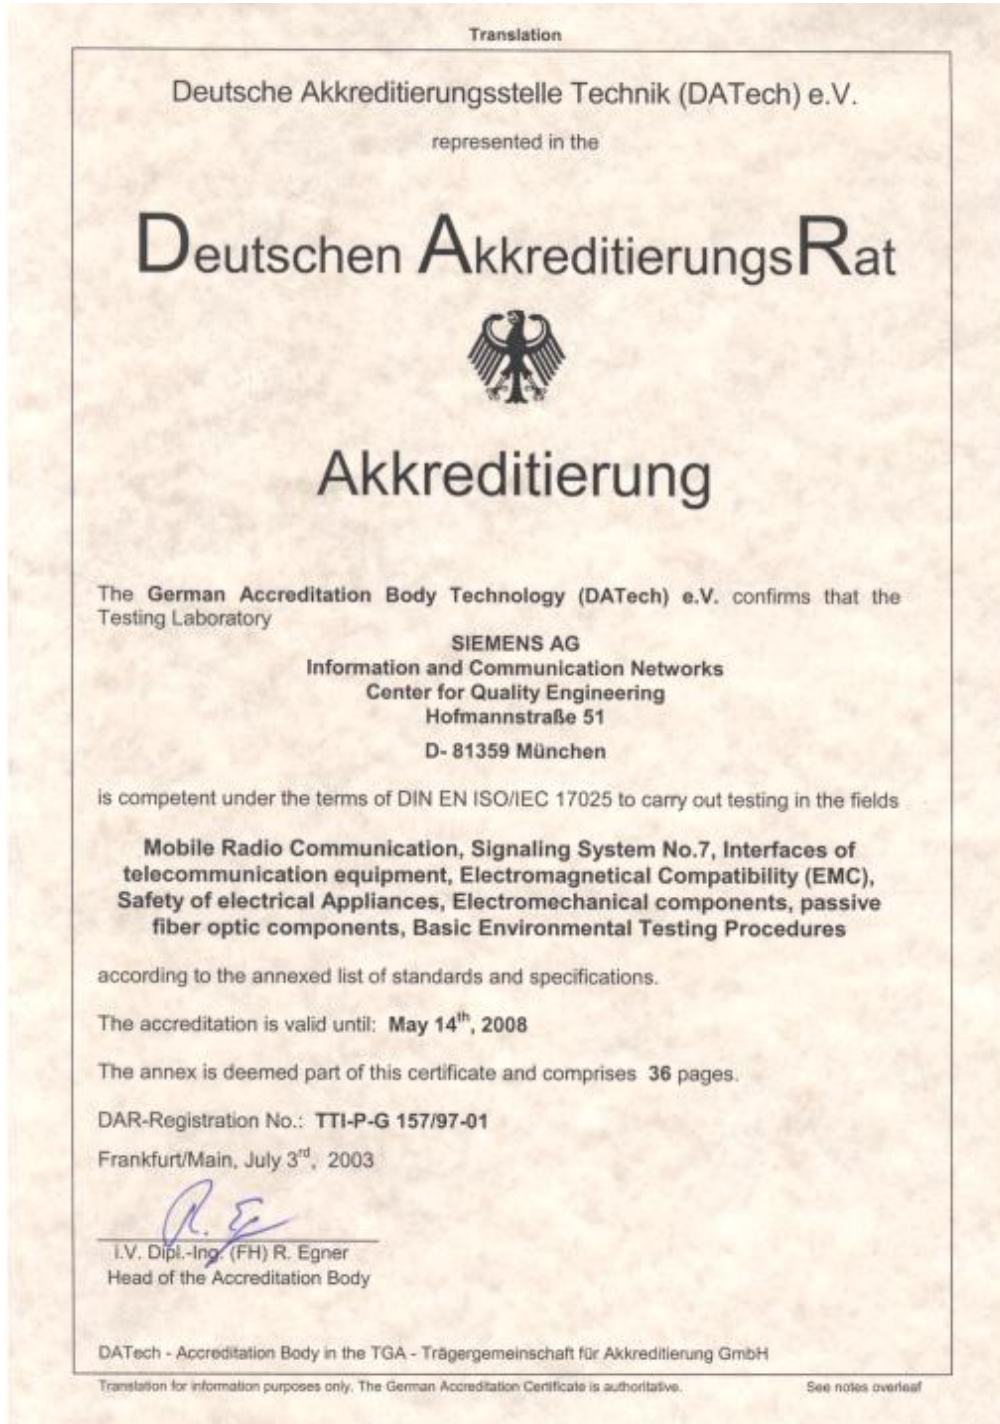 Translation
Deutsche Akkreditierungsstelle Technik (DATech) e.V.
represented in the
Deutschen AkkreditierungsRat
Akkreditierung
The German Accreditation Body Technology (DATech) e.V. confirms that the
Testing Laboratory
SIEMENS AG
Information and Communication Networks
Center for Quality Engineering
Hofmannstraße 51
D- 81359 München
is competent under the terms of DIN EN ISO/IEC 17025 to carry out testing in the fields
Mobile Radio Communication, Signaling System No.7, Interfaces of
telecommunication equipment, Electromagnetical Compatibility (EMC),
Safety of electrical Appliances, Electromechanical components, passive
fiber optic components, Basic Environmental Testing Procedures
according to the annexed list of standards and specifications.
The accreditation is valid until: May 14th, 2008
The annex is deemed part of this certificate and comprises 36 pages.
DAR-Registration No.: TTI-P-G 157/97-01
Frankfurt/Main, July 3rd, 2003
R. Eg
i.V. Dipl.-Ing. (FH) R. Egner
Head of the Accreditation Body
DATech - Accreditation Body in the TGA - Trägergemeinschaft für Akkreditierung GmbH
Translation for information purposes only. The German Accreditation Certificate is authoritative. See notes overleaf